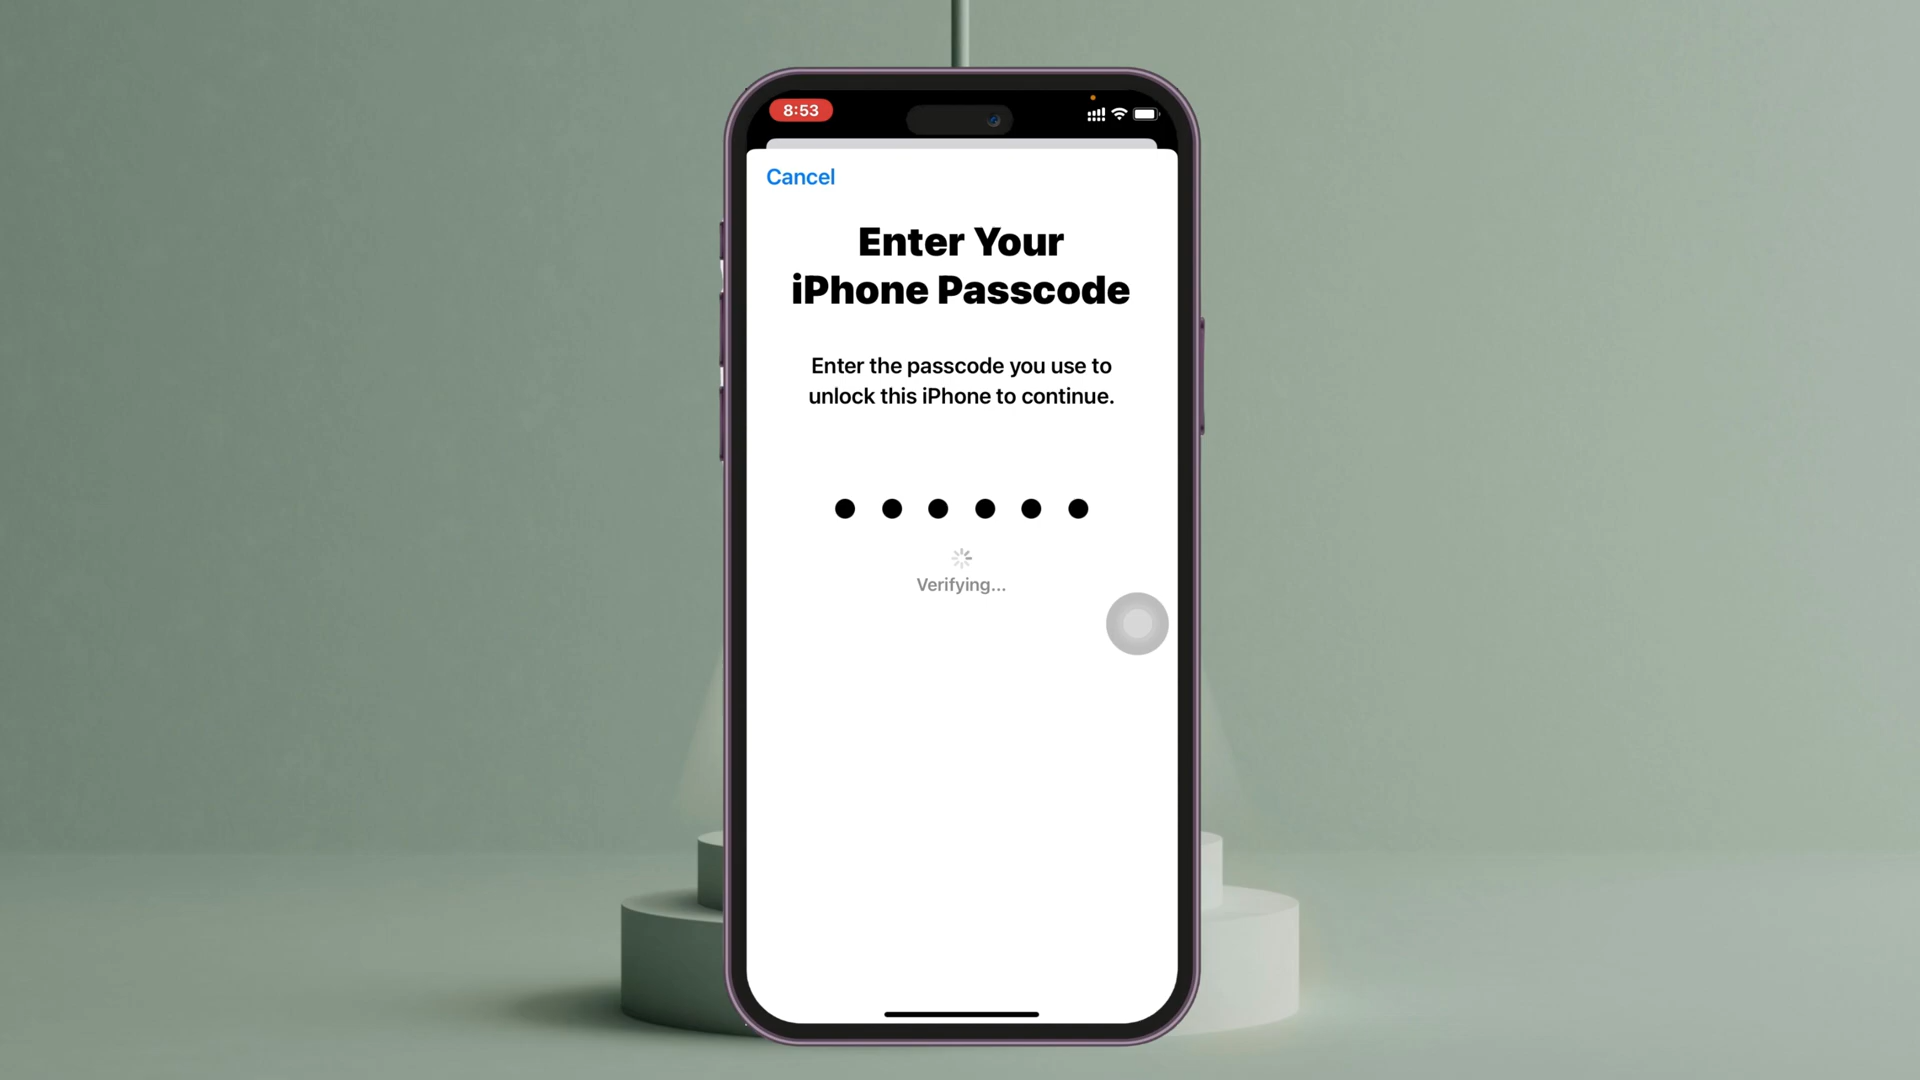 8:53
Cancel
Enter Your
iPhone Passcode
Enter the passcode you use to
unlock this iPhone to continue.
Verifying...